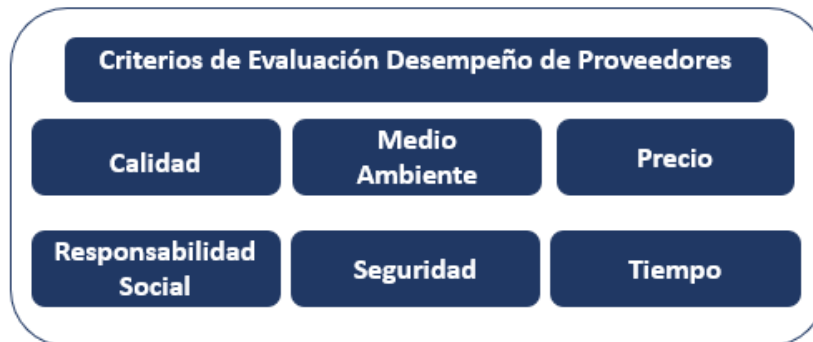 Criterios de Evaluación Desempeño de Proveedores
Calidad
Medio
Ambiente
Precio
Responsabilidad
Social
Seguridad
Tiempo